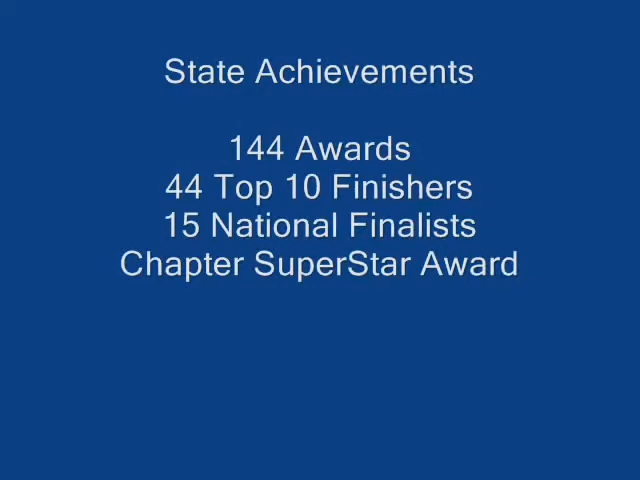 State Achievements
144 Awards
44 Top 10 Finishers
15 National Finalists
Chapter SuperStar Award